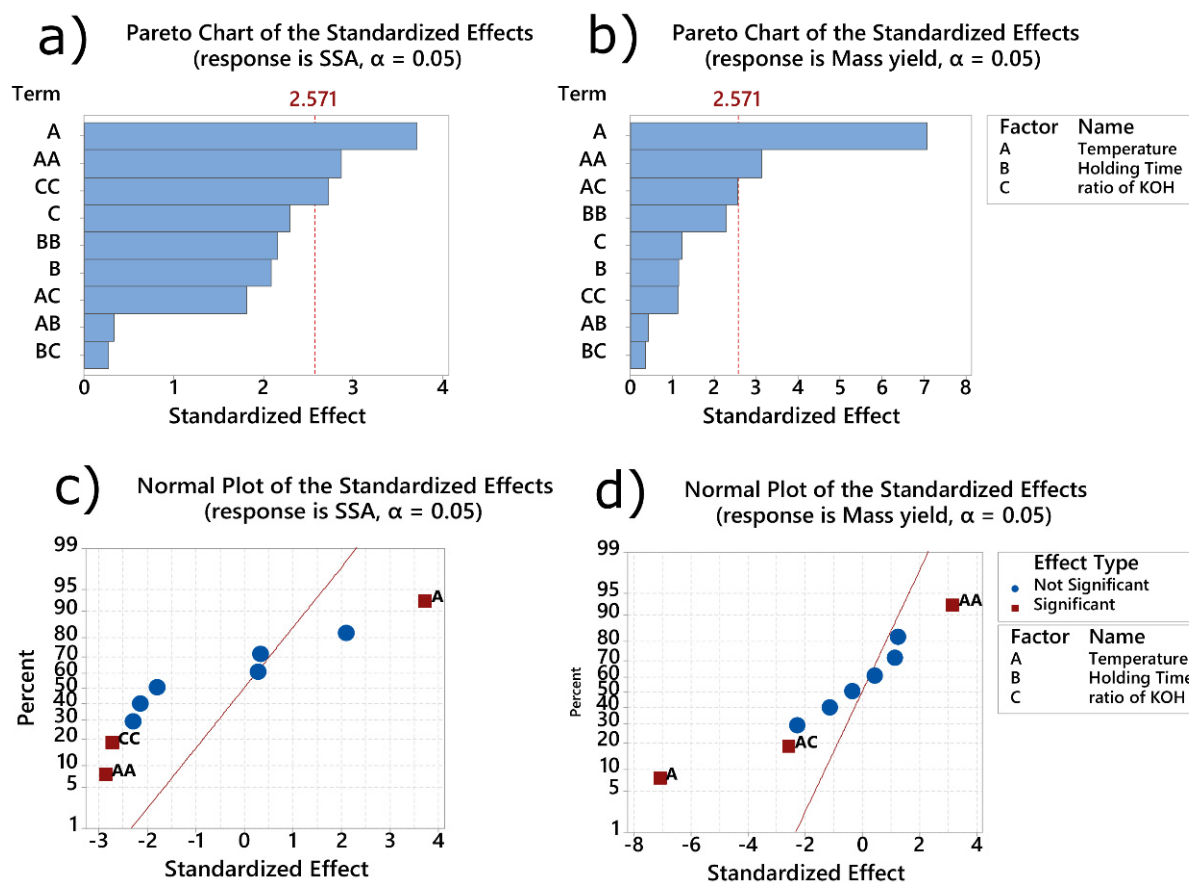 a)
Pareto Chart of the Standardized Effects
(response is SSA, α = 0.05)
Term
2.571
A
AA
CC
C
BB
B
AC
AB
BC
0 1 2 3 4
Standardized Effect
b)
Pareto Chart of the Standardized Effects
(response is Mass yield, α = 0.05)
Term
2.571
A
AA
AC
BB
C
B
CC
AB
BC
0 1 2 3 4 5 6 7 8
Standardized Effect
Factor Name
A Temperature
B Holding Time
C ratio of KOH
c)
Normal Plot of the Standardized Effects
(response is SSA, α = 0.05)
Percent
99
95
90
80
70
60
50
40
30
20
10
5
1
A
CC
AA
-3 -2 -1 0 1 2 3 4
Standardized Effect
d)
Normal Plot of the Standardized Effects
(response is Mass yield, α = 0.05)
Percent
99
95
90
80
70
60
50
40
30
20
10
5
1
AA
AC
A
-8 -6 -4 -2 0 2 4
Standardized Effect
Effect Type
Not Significant
Significant
Factor Name
A Temperature
B Holding Time
C ratio of KOH